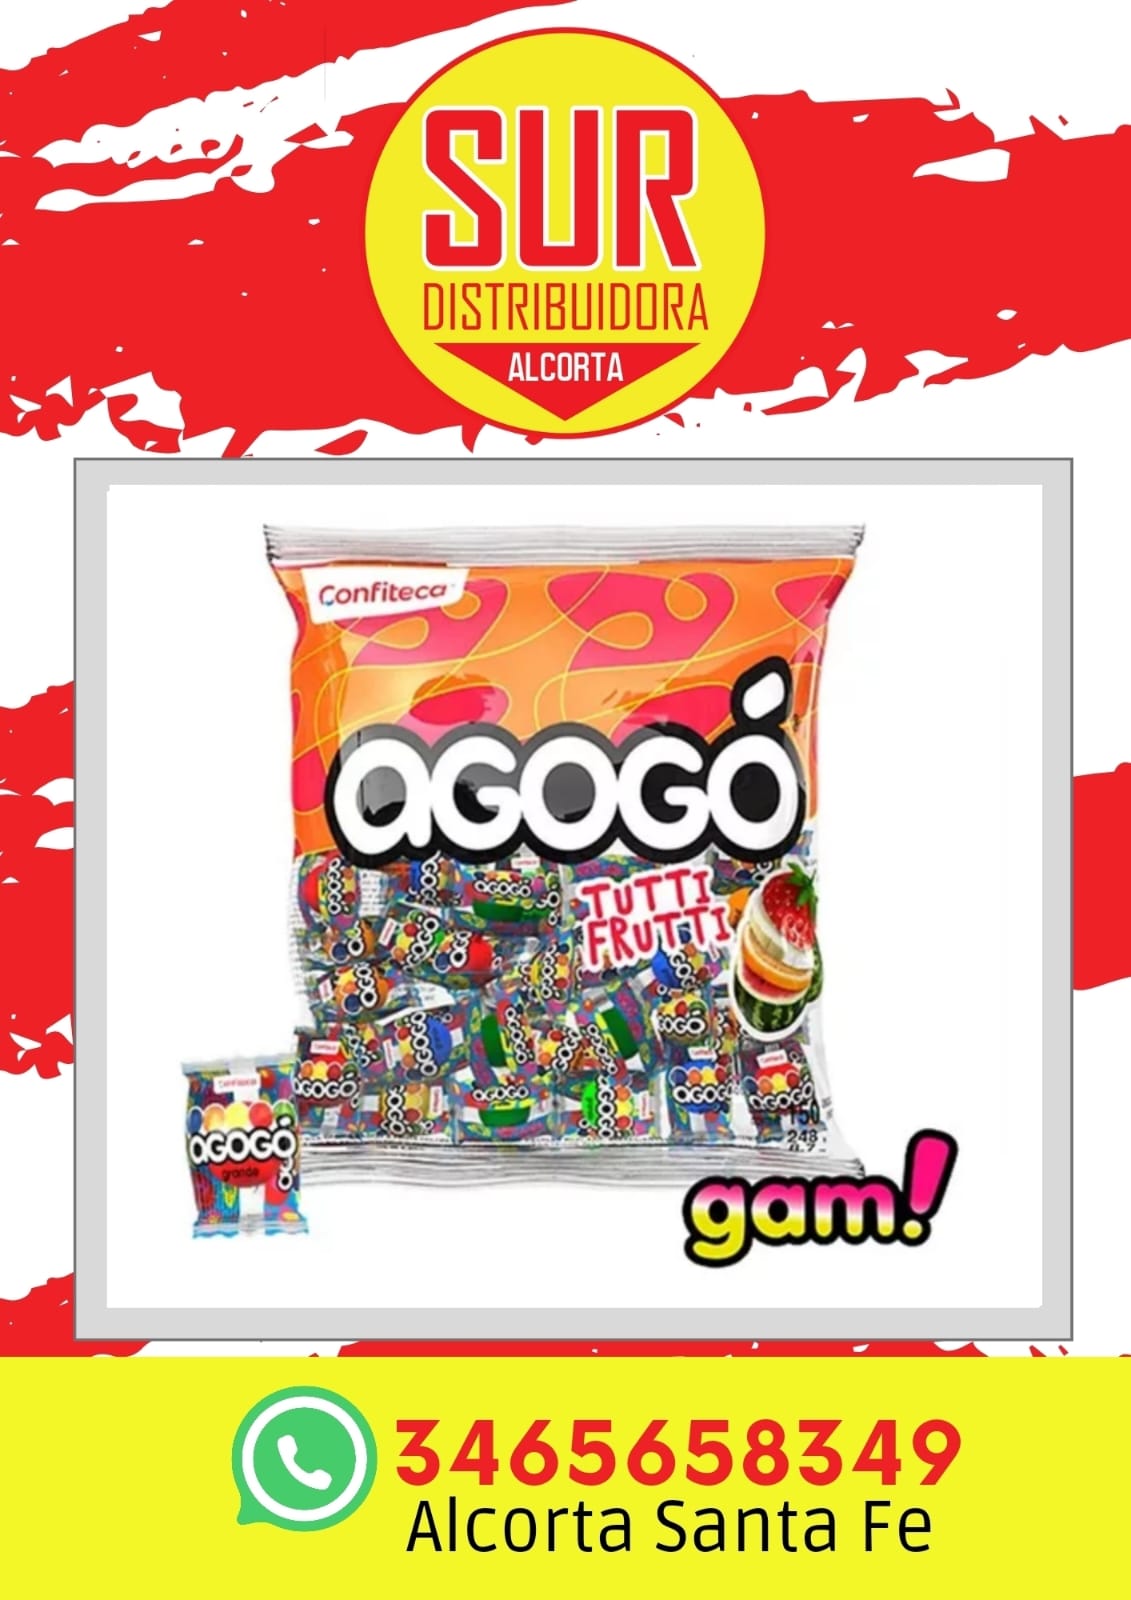 SUR
DISTRIBUIDORA
ALCORTA
Confiteca
aGOGÓ
TUTTI
FRUTTI
Confiteca
aGOGÓ
grande
gam!
3465658349
Alcorta Santa Fe